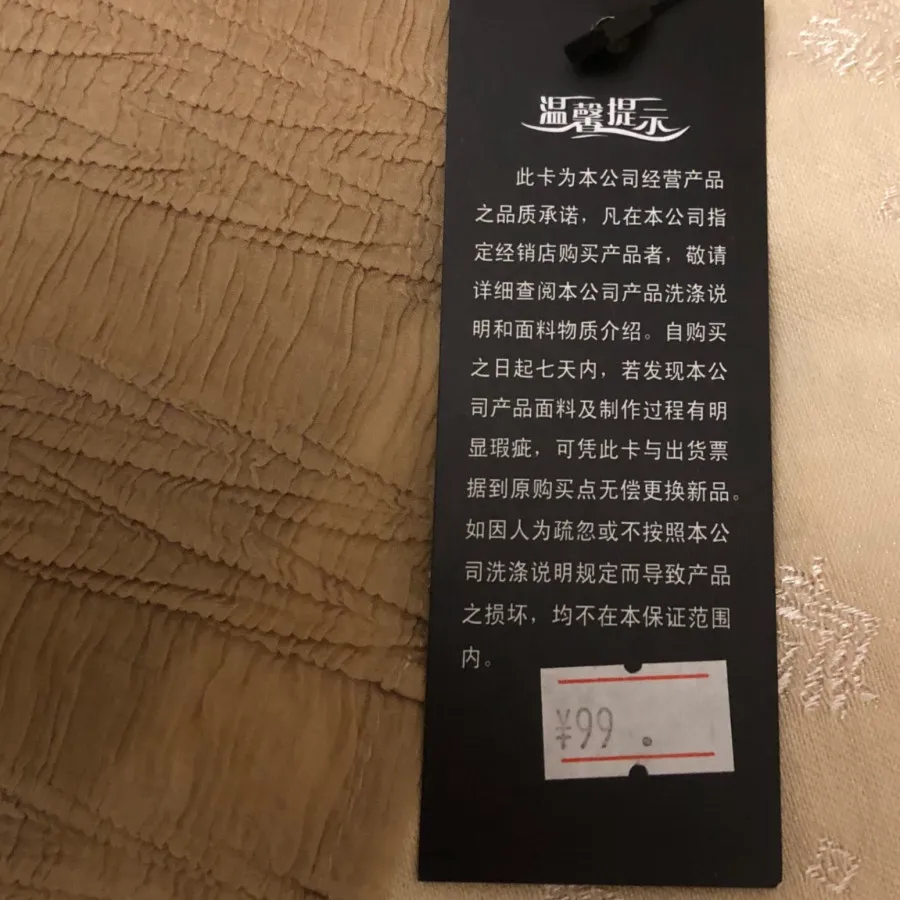 温馨提示
此卡为本公司经营产品
之品质承诺，凡在本公司指
定经销店购买产品者，敬请
详细查阅本公司产品洗涤说
明和面料物质介绍。自购买
之日起七天内，若发现本公
司产品面料及制作过程有明
显瑕疵，可凭此卡与出货票
据到原购买点无偿更换新品。
如因人为疏忽或不按照本公
司洗涤说明规定而导致产品
之损坏，均不在本保证范围
内。
¥99.